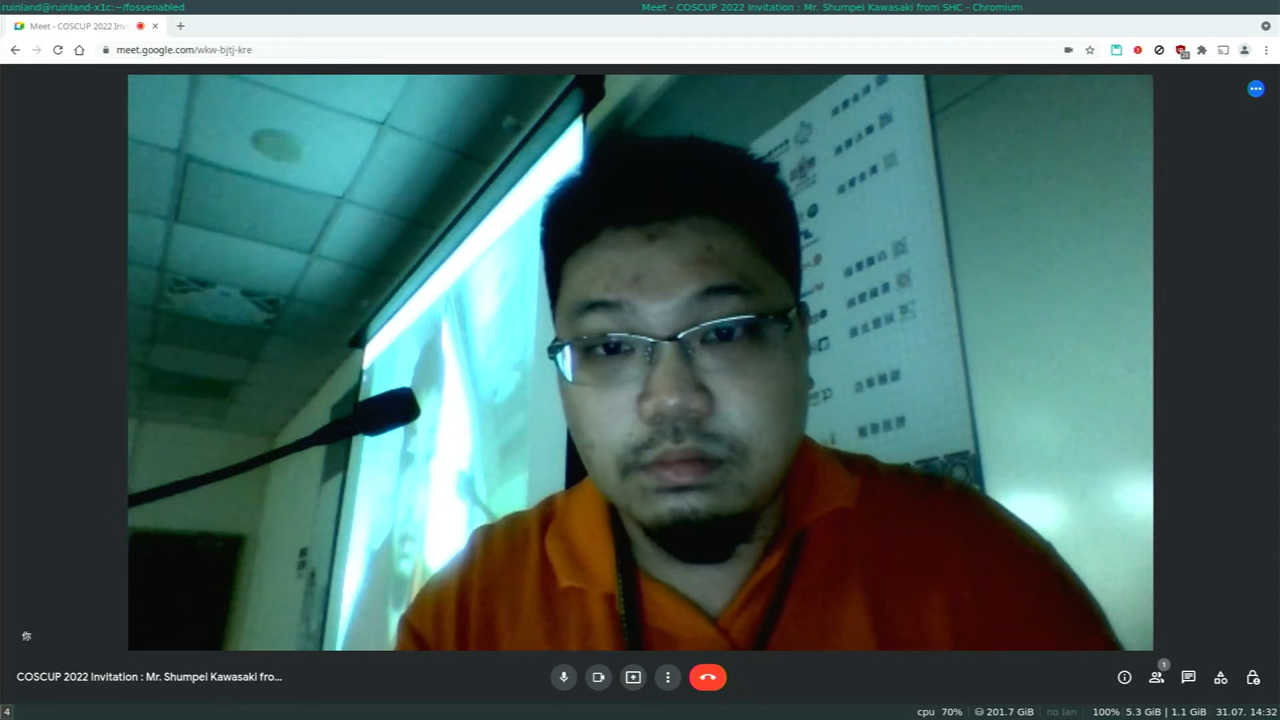 ruinland@ruinland-x1c:~/fossenabled
Meet - COSCUP 2022 Invitation : Mr. Shumpei Kawasaki from SHC - Chromium
Meet - COSCUP 2022 Inv
meet.google.com/wkw-bjtj-kre
你
COSCUP 2022 Invitation : Mr. Shumpei Kawasaki fro...
1
4
cpu 70% 201.7 GiB no lan 100% 5.3 GiB | 1.1 GiB 31.07. 14:32